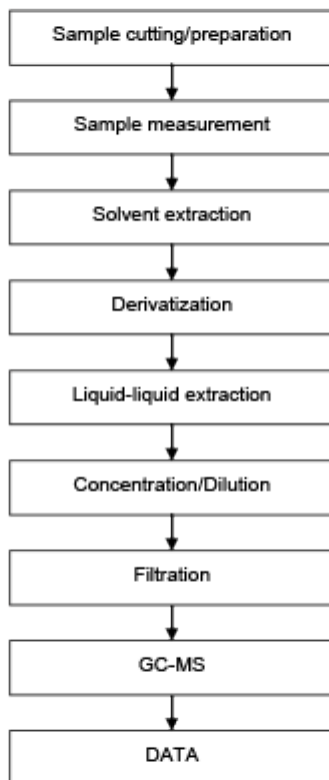 Sample cutting/preparation
Sample measurement
Solvent extraction
Derivatization
Liquid-liquid extraction
Concentration/Dilution
Filtration
GC-MS
DATA